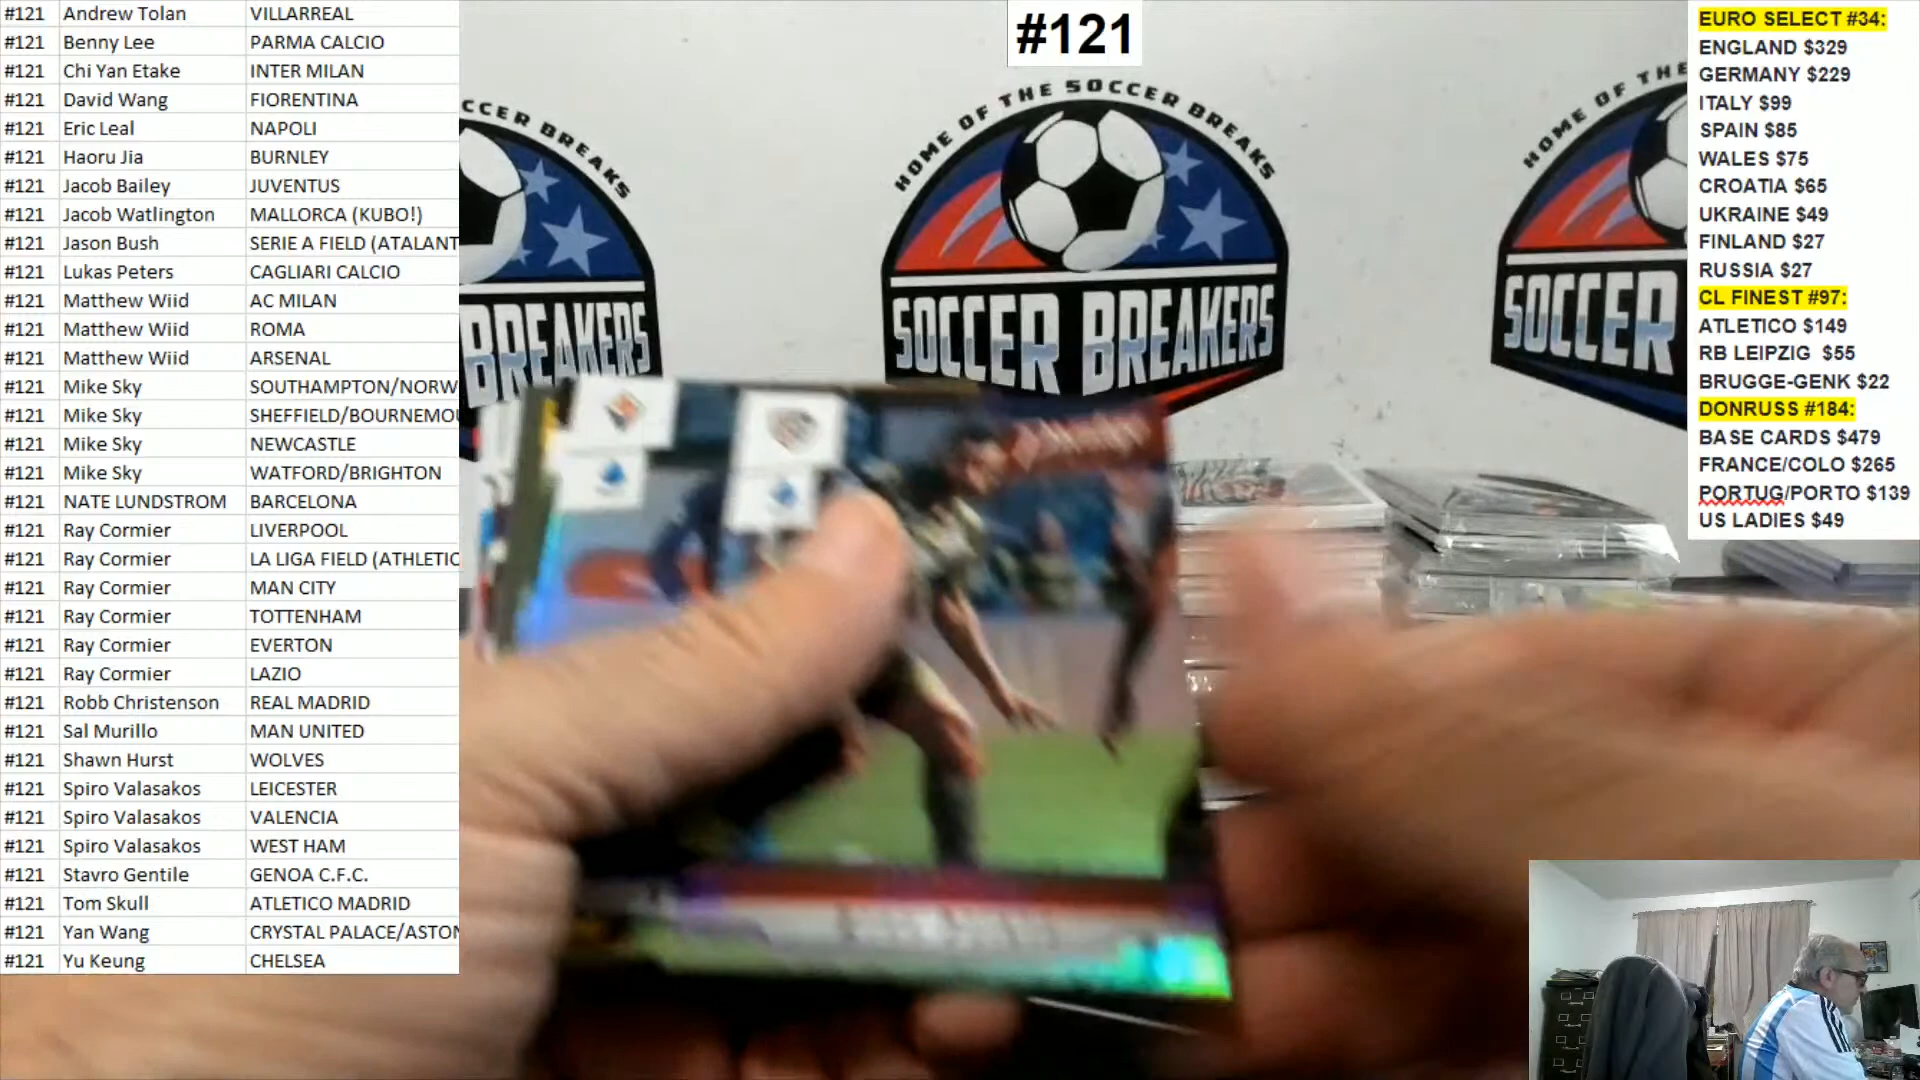 #121 Andrew Tolan VILLARREAL
#121 Benny Lee PARMA CALCIO
#121 Chi Yan Etake INTER MILAN
#121 David Wang FIORENTINA
#121 Eric Leal NAPOLI
#121 Haoru Jia BURNLEY
#121 Jacob Bailey JUVENTUS
#121 Jacob Watlington MALLORCA (KUBO!)
#121 Jason Bush SERIE A FIELD (ATALANT
#121 Lukas Peters CAGLIARI CALCIO
#121 Matthew Wiid AC MILAN
#121 Matthew Wiid ROMA
#121 Matthew Wiid ARSENAL
#121 Mike Sky SOUTHAMPTON/NORW
#121 Mike Sky SHEFFIELD/BOURNEMOU
#121 Mike Sky NEWCASTLE
#121 Mike Sky WATFORD/BRIGHTON
#121 NATE LUNDSTROM BARCELONA
#121 Ray Cormier LIVERPOOL
#121 Ray Cormier LA LIGA FIELD (ATHLETIC
#121 Ray Cormier MAN CITY
#121 Ray Cormier TOTTENHAM
#121 Ray Cormier EVERTON
#121 Ray Cormier LAZIO
#121 Robb Christenson REAL MADRID
#121 Sal Murillo MAN UNITED
#121 Shawn Hurst WOLVES
#121 Spiro Valasakos LEICESTER
#121 Spiro Valasakos VALENCIA
#121 Spiro Valasakos WEST HAM
#121 Stavro Gentile GENOA C.F.C.
#121 Tom Skull ATLETICO MADRID
#121 Yan Wang CRYSTAL PALACE/ASTON
#121 Yu Keung CHELSEA
#121
CCER BREAKS
BREAKERS
HOME OF THE SOCCER BREAKS
SOCCER BREAKERS
HOME OF THE
SOCCER
EURO SELECT #34:
ENGLAND $329
GERMANY $229
ITALY $99
SPAIN $85
WALES $75
CROATIA $65
UKRAINE $49
FINLAND $27
RUSSIA $27
CL FINEST #97:
ATLETICO $149
RB LEIPZIG $55
BRUGGE-GENK $22
DONRUSS #184:
BASE CARDS $479
FRANCE/COLO $265
PORTUG/PORTO $139
US LADIES $49